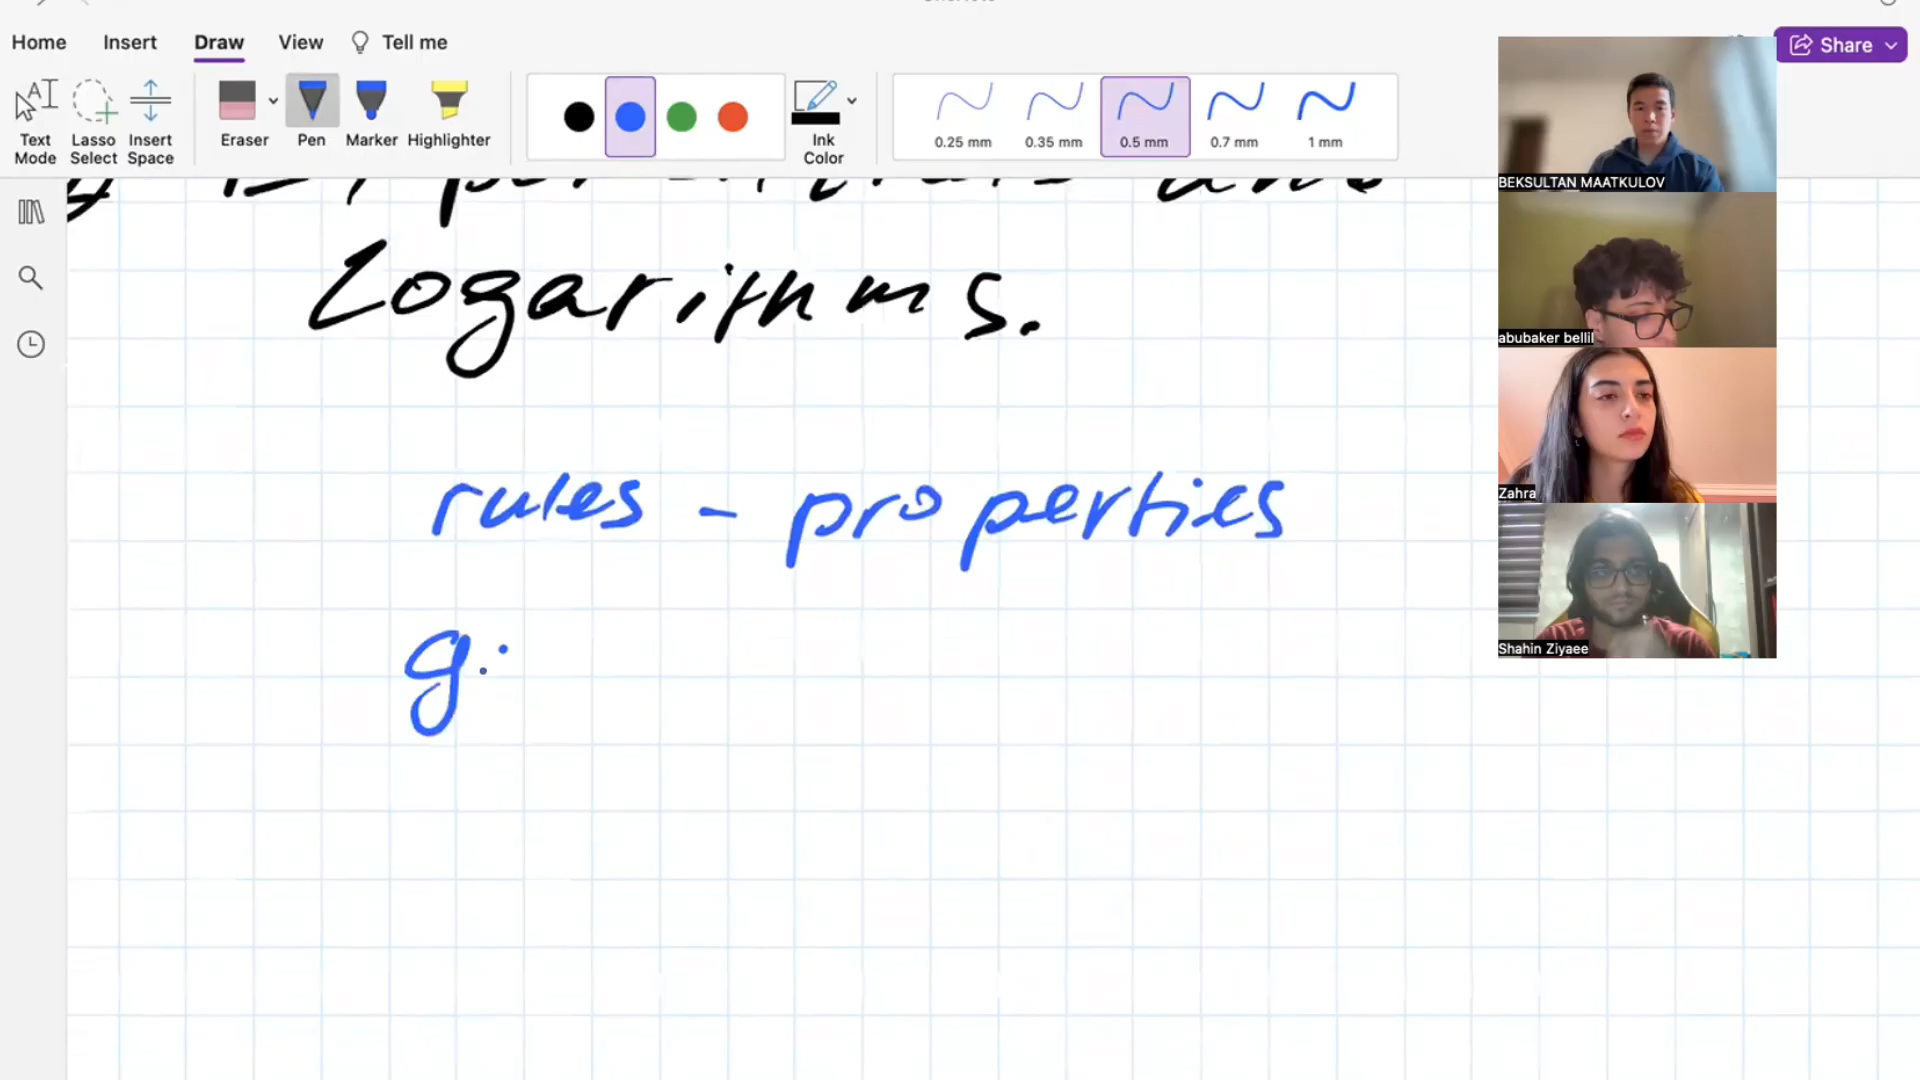 Home Insert Draw View Tell me
Share
Text Mode
Lasso Select
Insert Space
Eraser
Pen
Marker
Highlighter
Ink Color
0.25 mm
0.35 mm
0.5 mm
0.7 mm
1 mm
BEKSULTAN MAATKULOV
abubaker bellil
Zahra
Shahin Ziyaee
Logarithms.
rules - properties
g.